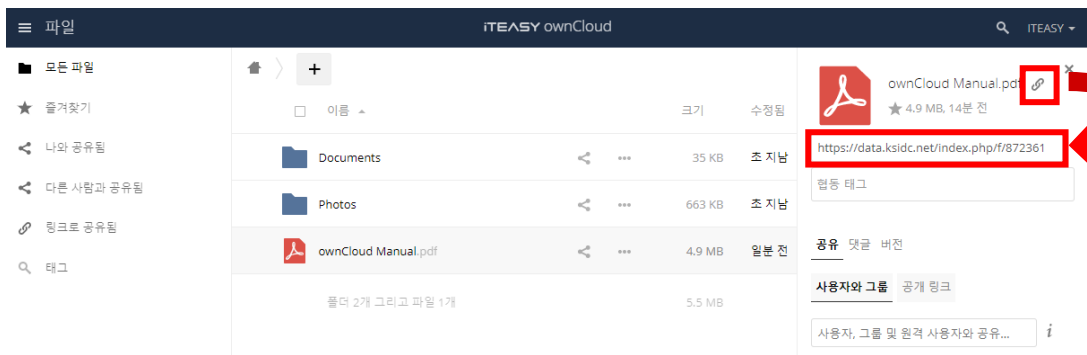 파일
iTEASY ownCloud
ITEASY
모든 파일
즐겨찾기
나와 공유됨
다른 사람과 공유됨
링크로 공유됨
태그
이름 크기 수정됨
Documents 35 KB 초 지남
Photos 663 KB 초 지남
ownCloud Manual.pdf 4.9 MB 일분 전
폴더 2개 그리고 파일 1개 5.5 MB
ownCloud Manual.pdf
4.9 MB, 14분 전
https://data.ksidc.net/index.php/f/872361
협동 태그
공유 댓글 버전
사용자와 그룹 공개 링크
사용자, 그룹 및 원격 사용자와 공유...